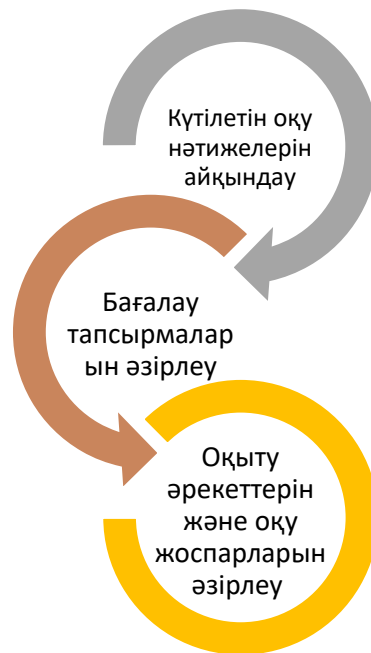 Күтілетін оқу
нәтижелерін
айқындау
Бағалау
тапсырмалар
ын әзірлеу
Оқыту
әрекеттерін
және оқу
жоспарларын
әзірлеу